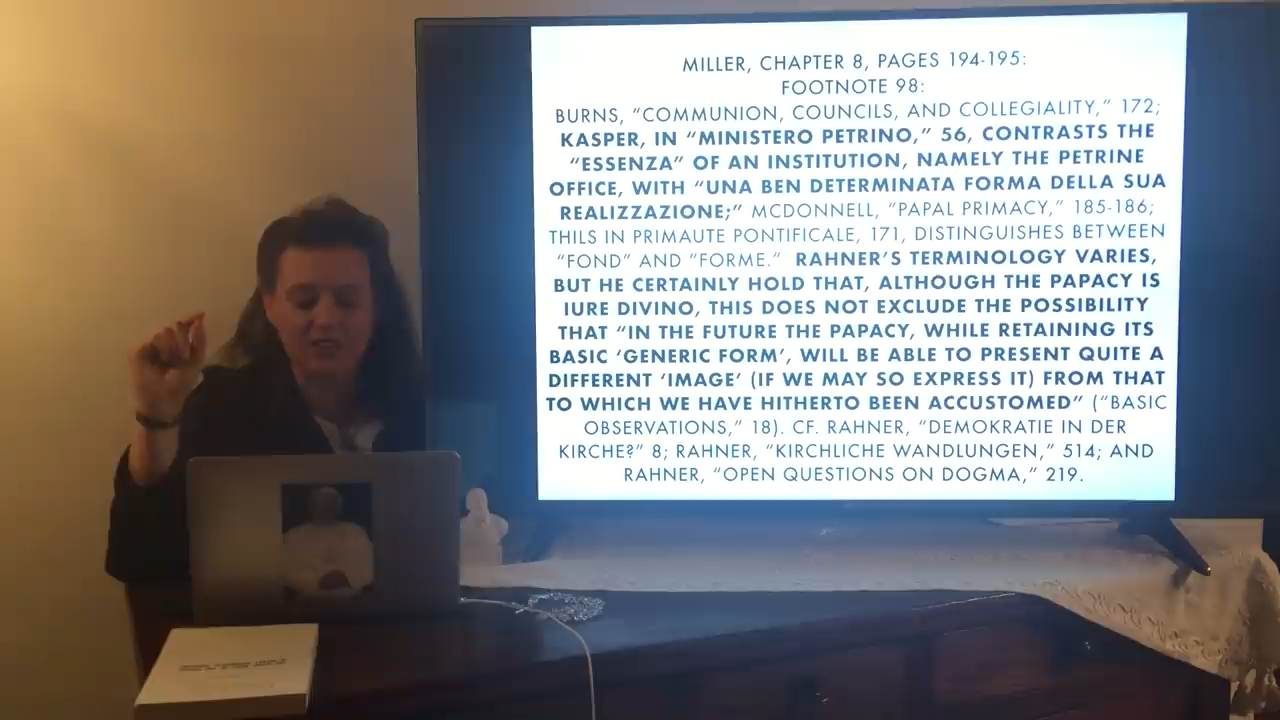 MILLER, CHAPTER 8, PAGES 194-195:
FOOTNOTE 98:
BURNS, “COMMUNION, COUNCILS, AND COLLEGIALITY,” 172;
KASPER, IN “MINISTERO PETRINO,” 56, CONTRASTS THE
“ESSENZA” OF AN INSTITUTION, NAMELY THE PETRINE
OFFICE, WITH “UNA BEN DETERMINATA FORMA DELLA SUA
REALIZZAZIONE;” MCDONNELL, “PAPAL PRIMACY,” 185-186;
THILS IN PRIMAUTE PONTIFICALE, 171, DISTINGUISHES BETWEEN
“FOND” AND “FORME.” RAHNER’S TERMINOLOGY VARIES,
BUT HE CERTAINLY HOLD THAT, ALTHOUGH THE PAPACY IS
IURE DIVINO, THIS DOES NOT EXCLUDE THE POSSIBILITY
THAT “IN THE FUTURE THE PAPACY, WHILE RETAINING ITS
BASIC ‘GENERIC FORM’, WILL BE ABLE TO PRESENT QUITE A
DIFFERENT ‘IMAGE’ (IF WE MAY SO EXPRESS IT) FROM THAT
TO WHICH WE HAVE HITHERTO BEEN ACCUSTOMED” (“BASIC
OBSERVATIONS,” 18). CF. RAHNER, “DEMOKRATIE IN DER
KIRCHE?” 8; RAHNER, “KIRCHLICHE WANDLUNGEN,” 514; AND
RAHNER, “OPEN QUESTIONS ON DOGMA,” 219.